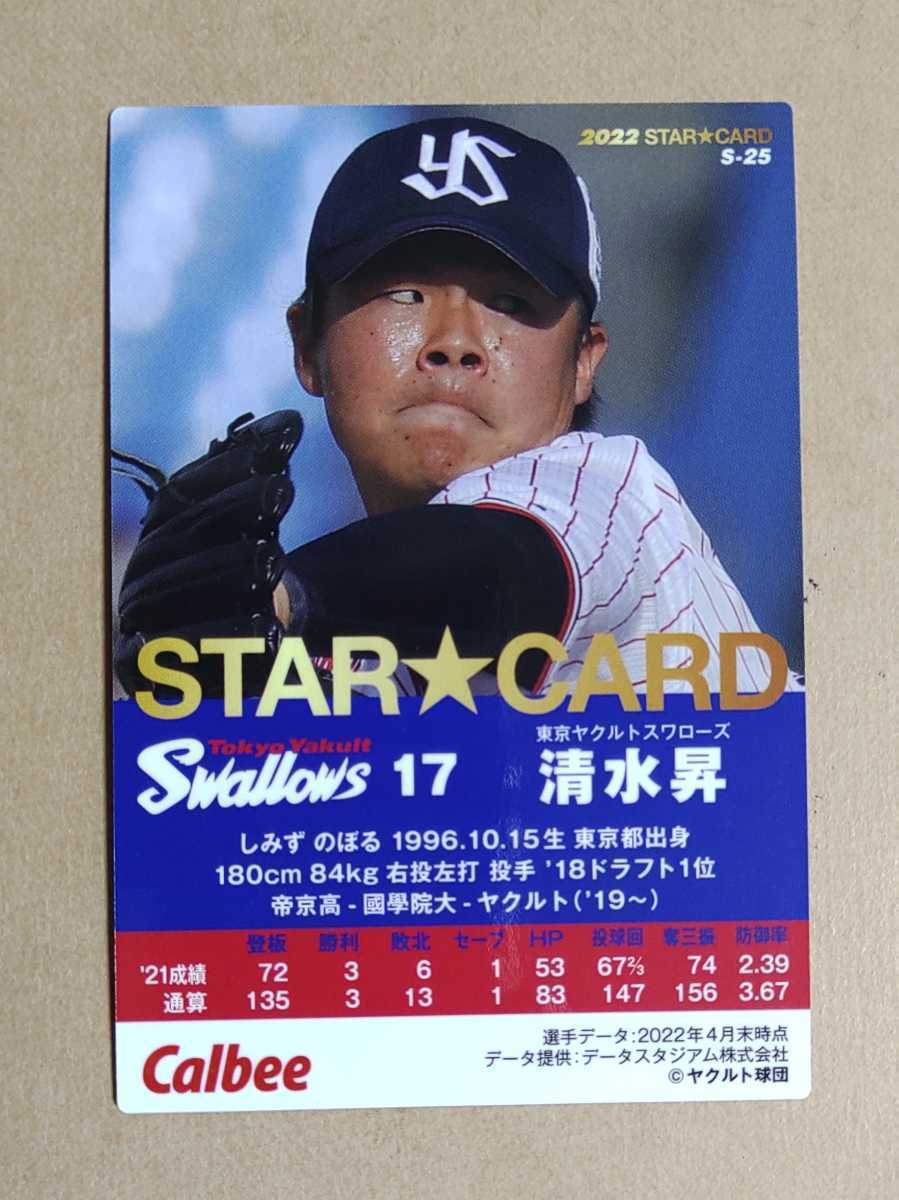 YS
2022 STAR★CARD
S-25
STAR★CARD
Tokyo Yakult
Swallows 17
東京ヤクルトスワローズ
清水昇
しみず のぼる 1996.10.15生 東京都出身
180cm 84kg 右投左打 投手 '18ドラフト1位
帝京高-國學院大-ヤクルト('19～)
登板 勝利 敗北 セーブ HP 投球回 奪三振 防御率
'21成績 72 3 6 1 53 67⅔ 74 2.39
通算 135 3 13 1 83 147 156 3.67
Calbee
選手データ:2022年4月末時点
データ提供:データスタジアム株式会社
©ヤクルト球団